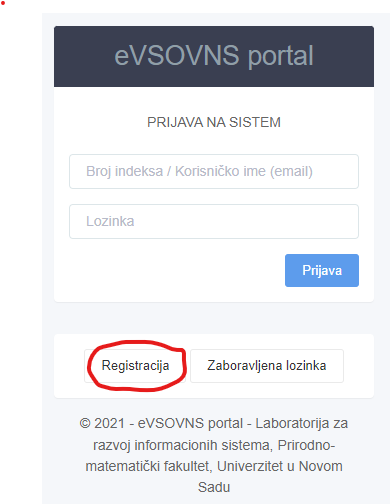 eVSOVNS portal
PRIJAVA NA SISTEM
Broj indeksa / Korisničko ime (email)
Lozinka
Prijava
Registracija
Zaboravljena lozinka
© 2021 - eVSOVNS portal - Laboratorija za
razvoj informacionih sistema, Prirodno-
matematički fakultet, Univerzitet u Novom
Sadu